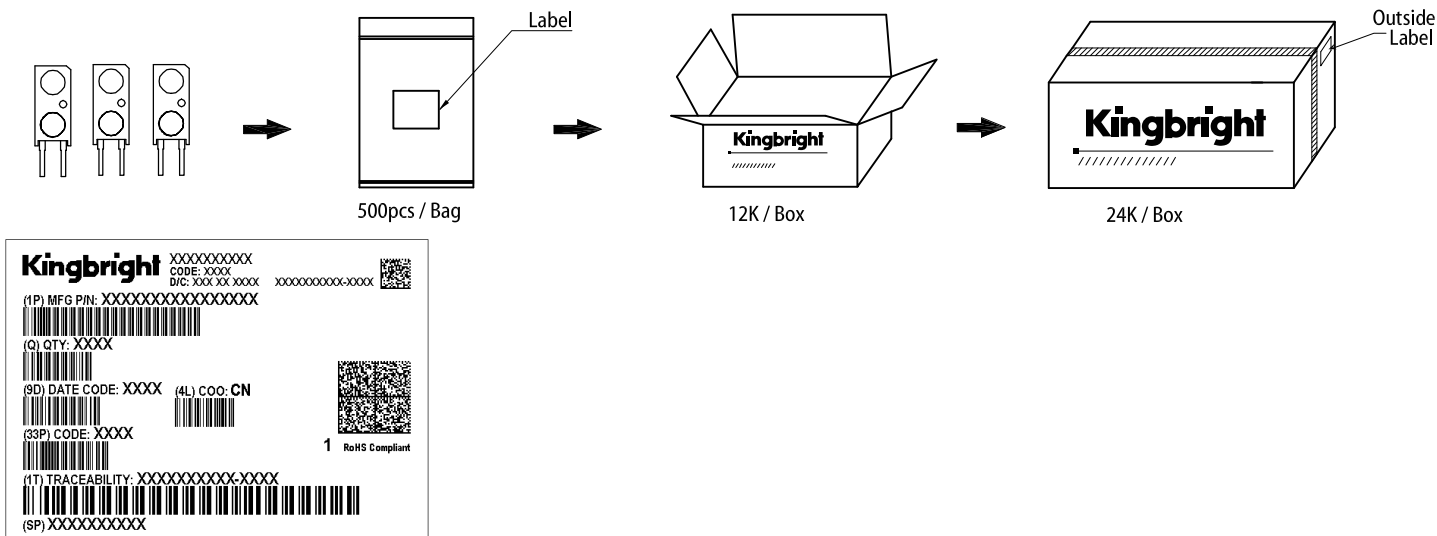 Label
Outside
Label
Kingbright
Kingbright
500pcs / Bag
12K / Box
24K / Box
Kingbright
XXXXXXXXXX
CODE: XXXX
D/C: XXX XX XXXX XXXXXXXXXX-XXXX
(1P) MFG P/N: XXXXXXXXXXXXXXXX
(Q) QTY: XXXX
(9D) DATE CODE: XXXX (4L) COO: CN
(33P) CODE: XXXX
1 RoHS Compliant
(1T) TRACEABILITY: XXXXXXXXXX-XXXX
(SP) XXXXXXXXXX